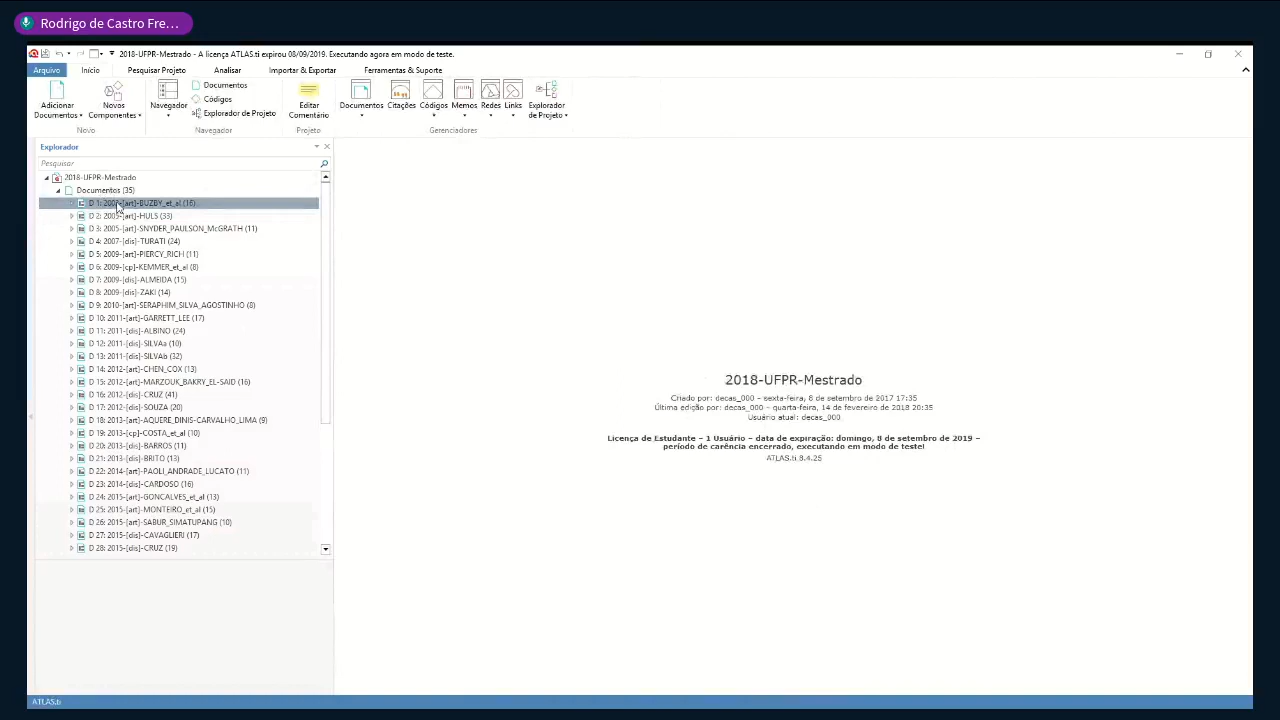 Rodrigo de Castro Fre...
2018-UFPR-Mestrado - A licença ATLAS.ti expirou 08/09/2019. Executando agora em modo de teste.
Arquivo Início Pesquisar Projeto Analisar Importar & Exportar Ferramentas & Suporte
Adicionar Documentos
Novos Componentes
Novo
Navegador
Documentos
Códigos
Explorador de Projeto
Navegador
Editar Comentário
Projeto
Documentos Citações Códigos Memos Redes Links Explorador de Projeto
Gerenciadores
Explorador
Pesquisar
2018-UFPR-Mestrado
Documentos (35)
D 1: 2002-[art]-BUZBY_et_al (16)
D 2: 2005-[art]-HULS (33)
D 3: 2005-[art]-SNYDER_PAULSON_McGRATH (11)
D 4: 2007-[dis]-TURATI (24)
D 5: 2009-[art]-PIERCY_RICH (11)
D 6: 2009-[cp]-KEMMER_et_al (8)
D 7: 2009-[dis]-ALMEIDA (15)
D 8: 2009-[dis]-ZAKI (14)
D 9: 2010-[art]-SERAPHIM_SILVA_AGOSTINHO (8)
D 10: 2011-[art]-GARRETT_LEE (17)
D 11: 2011-[dis]-ALBINO (24)
D 12: 2011-[dis]-SILVAa (10)
D 13: 2011-[dis]-SILVAb (32)
D 14: 2012-[art]-CHEN_COX (13)
D 15: 2012-[art]-MARZOUK_BAKRY_EL-SAID (16)
D 16: 2012-[dis]-CRUZ (41)
D 17: 2012-[dis]-SOUZA (20)
D 18: 2013-[art]-AQUERE_DINIS-CARVALHO_LIMA (9)
D 19: 2013-[cp]-COSTA_et_al (10)
D 20: 2013-[dis]-BARROS (11)
D 21: 2013-[dis]-BRITO (13)
D 22: 2014-[art]-PAOLI_ANDRADE_LUCATO (11)
D 23: 2014-[dis]-CARDOSO (16)
D 24: 2015-[art]-GONCALVES_et_al (13)
D 25: 2015-[art]-MONTEIRO_et_al (15)
D 26: 2015-[art]-SABUR_SIMATUPANG (10)
D 27: 2015-[dis]-CAVAGLIERI (17)
D 28: 2015-[dis]-CRUZ (19)
2018-UFPR-Mestrado
Criado por: decas_000 – sexta-feira, 8 de setembro de 2017 17:35
Última edição por: decas_000 – quarta-feira, 14 de fevereiro de 2018 20:35
Usuário atual: decas_000
Licença de Estudante – 1 Usuário – data de expiração: domingo, 8 de setembro de 2019 –
período de carência encerrado, executando em modo de teste!
ATLAS.ti 8.4.25
ATLAS.ti